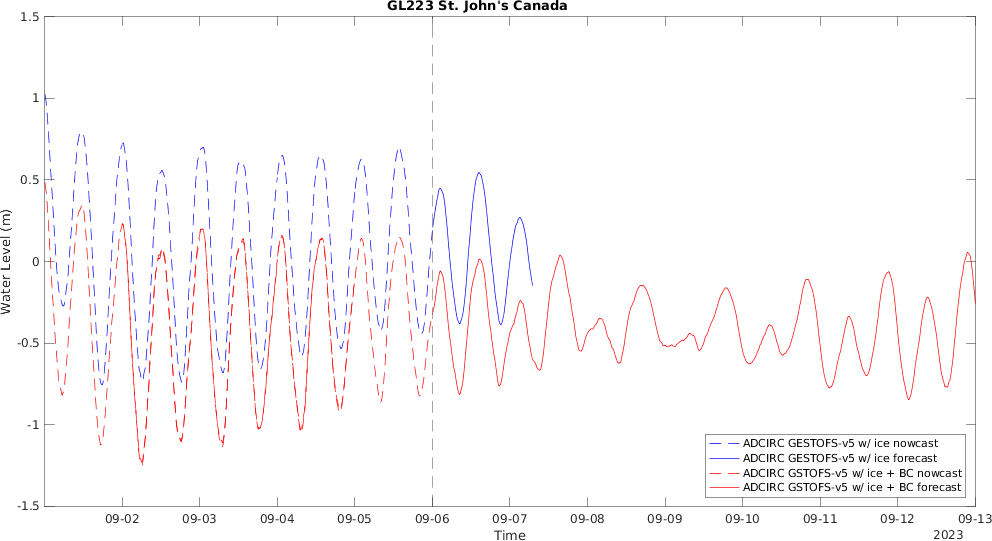 GL223 St. John's Canada
Water Level (m)
1.5
1
0.5
0
-0.5
-1
-1.5
09-02 09-03 09-04 09-05 09-06 09-07 09-08 09-09 09-10 09-11 09-12 09-13
Time
2023
ADCIRC GESTOFS-v5 w/ ice nowcast
ADCIRC GESTOFS-v5 w/ ice forecast
ADCIRC GSTOFS-v5 w/ ice + BC nowcast
ADCIRC GSTOFS-v5 w/ ice + BC forecast